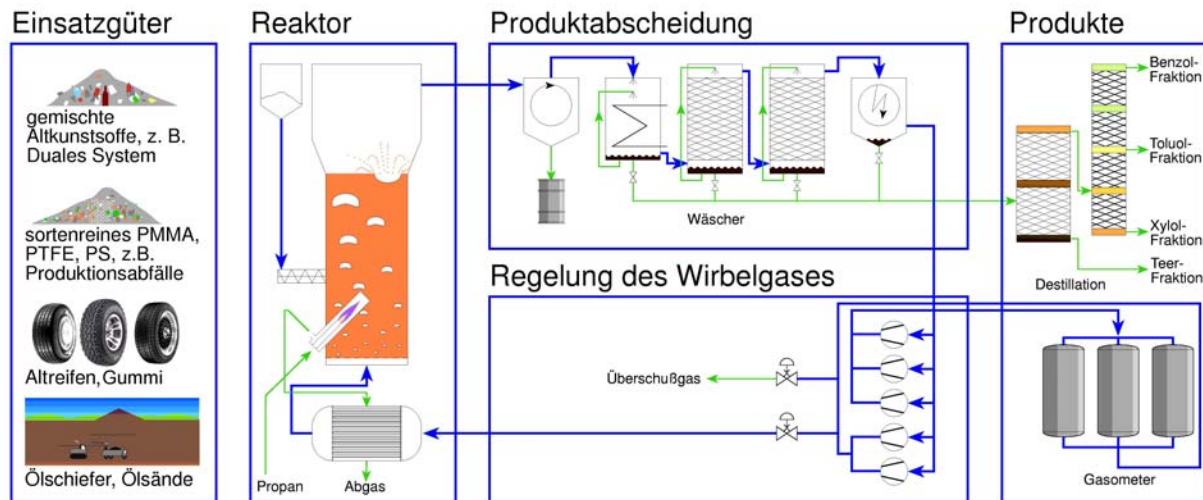 Einsatzgüter
gemischte
Altkunstsoffe, z. B.
Duales System
sortenreines PMMA,
PTFE, PS, z.B.
Produktionsabfälle
Altreifen, Gummi
Ölschiefer, Ölsände
Reaktor
Propan
Abgas
Produktabscheidung
Wäscher
Regelung des Wirbelgases
Überschußgas
Produkte
Benzol-
Fraktion
Toluol-
Fraktion
Xylol-
Fraktion
Teer-
Fraktion
Destillation
Gasometer